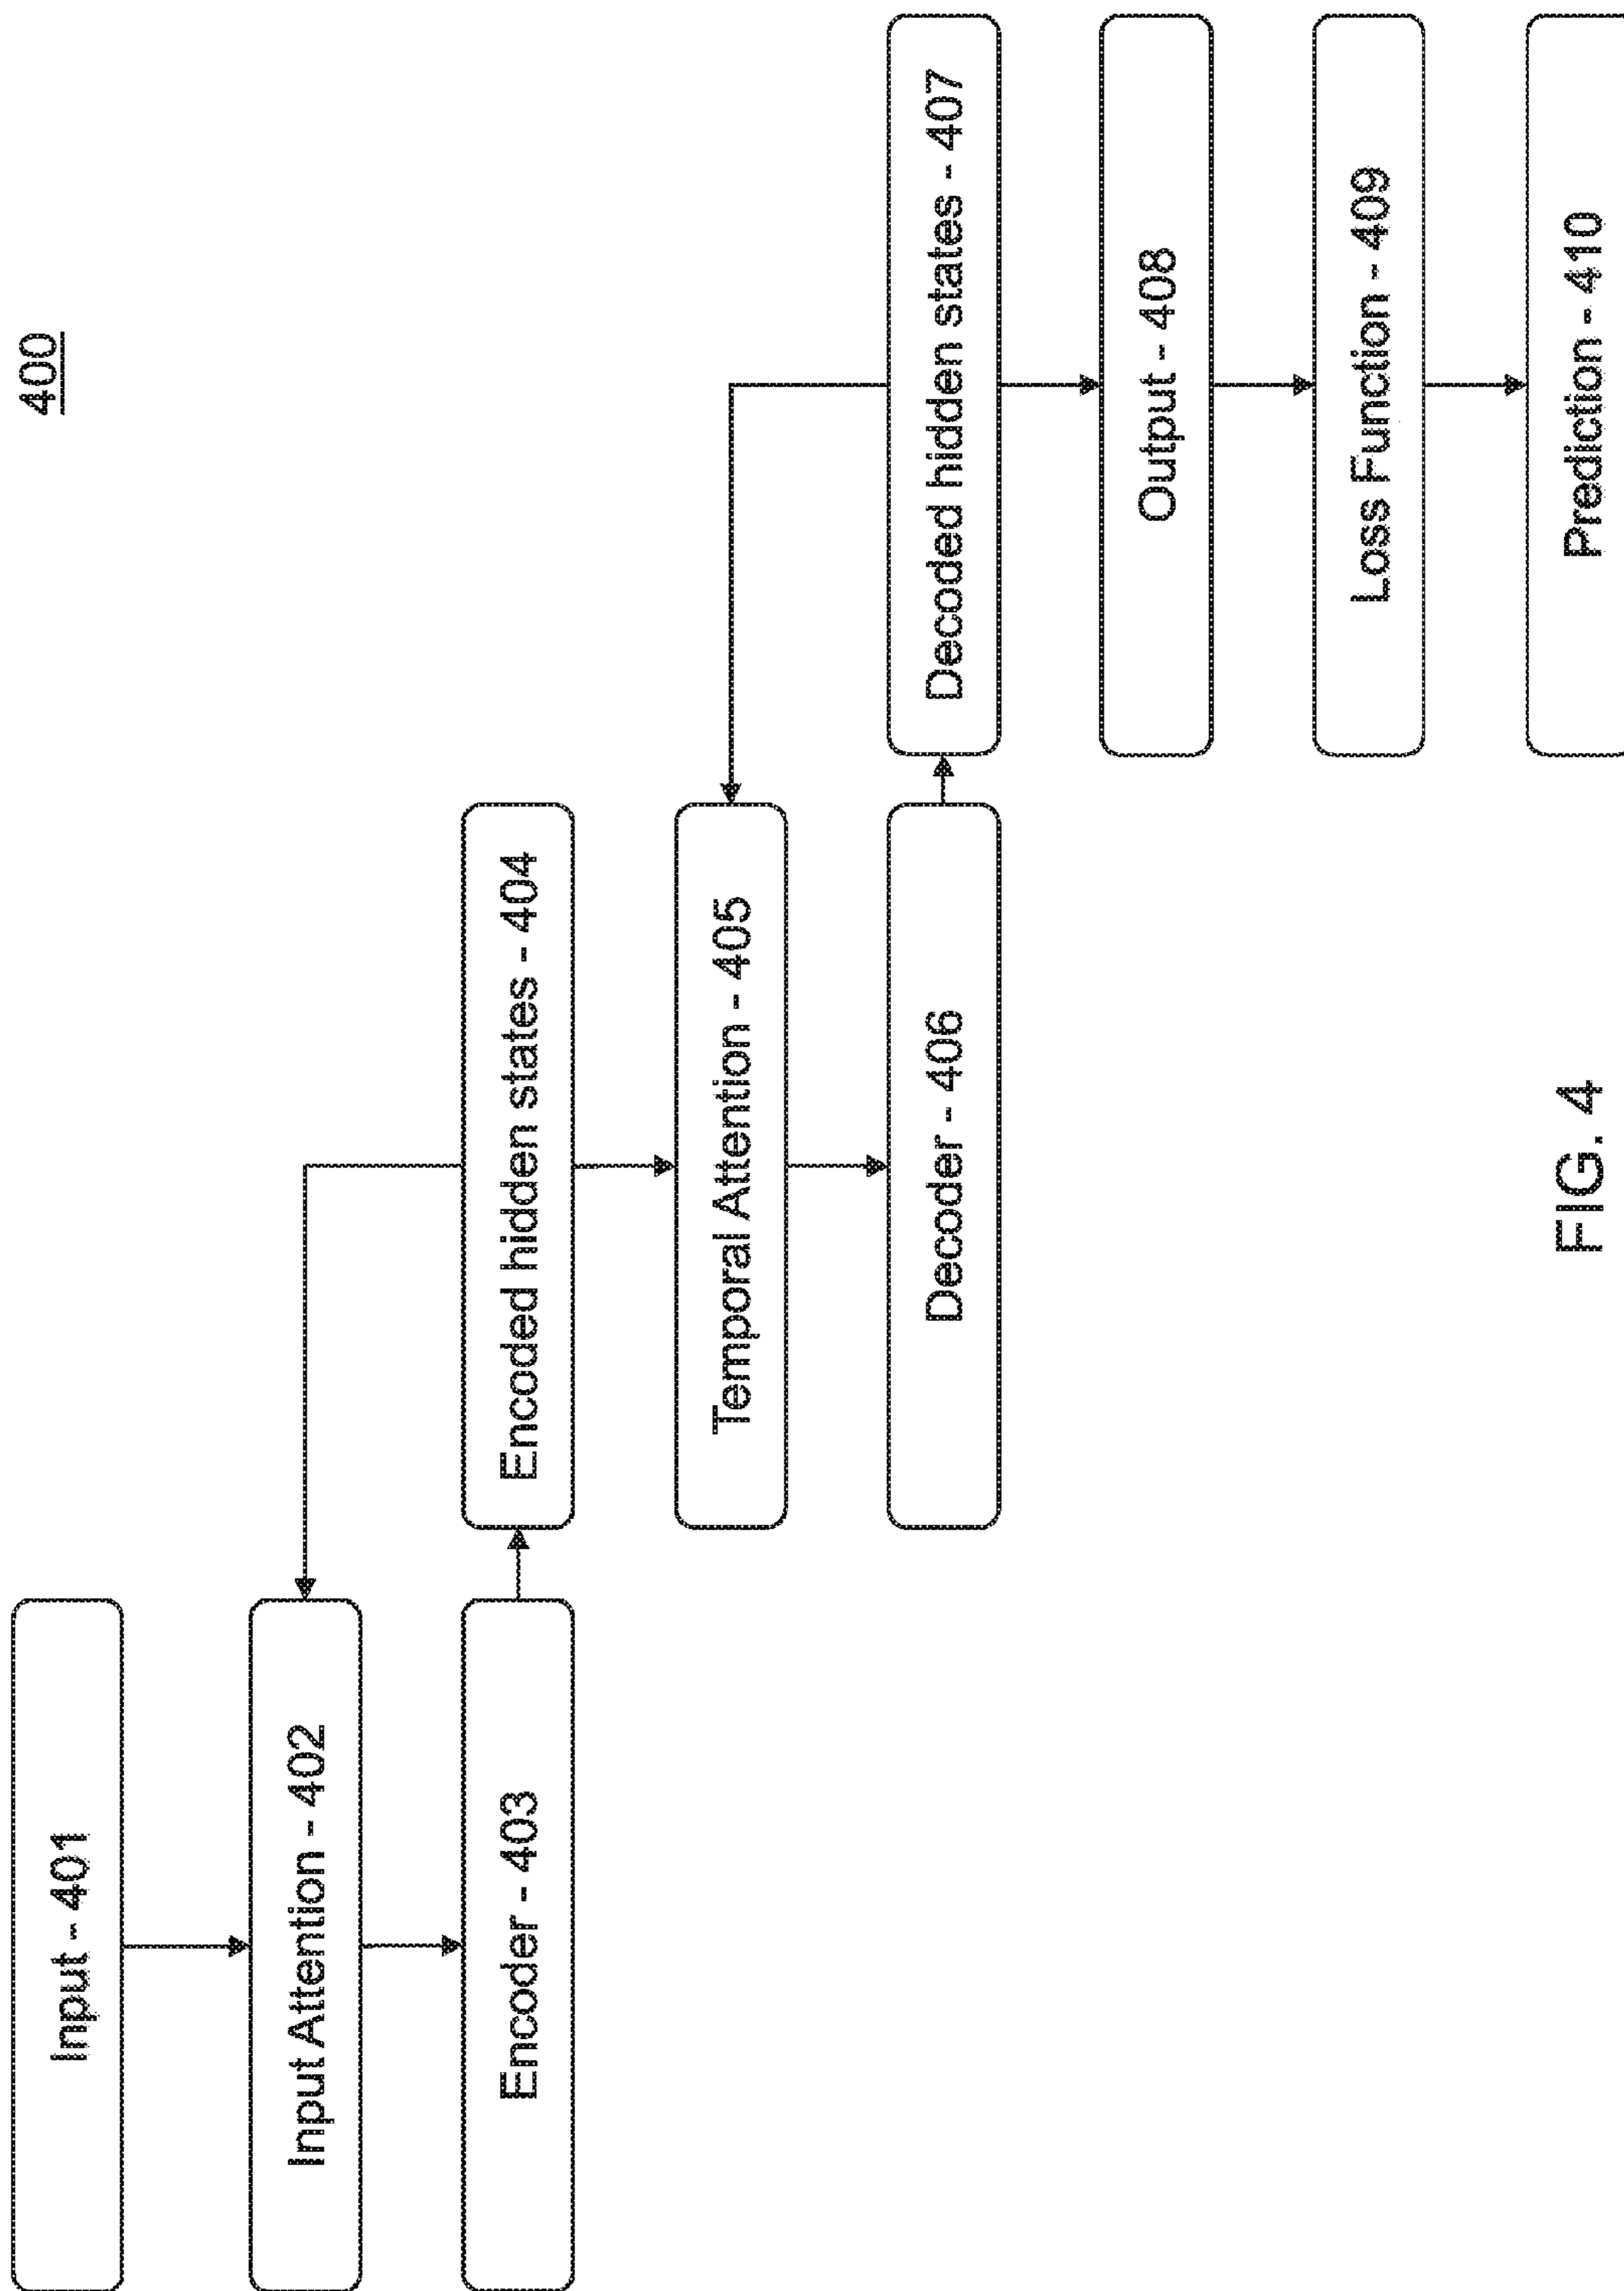 400
Input - 401
Input Attention - 402
Encoder - 403
Encoded hidden states - 404
Temporal Attention - 405
Decoder - 406
Decoded hidden states - 407
Output - 408
Loss Function - 409
Prediction - 410
FIG. 4